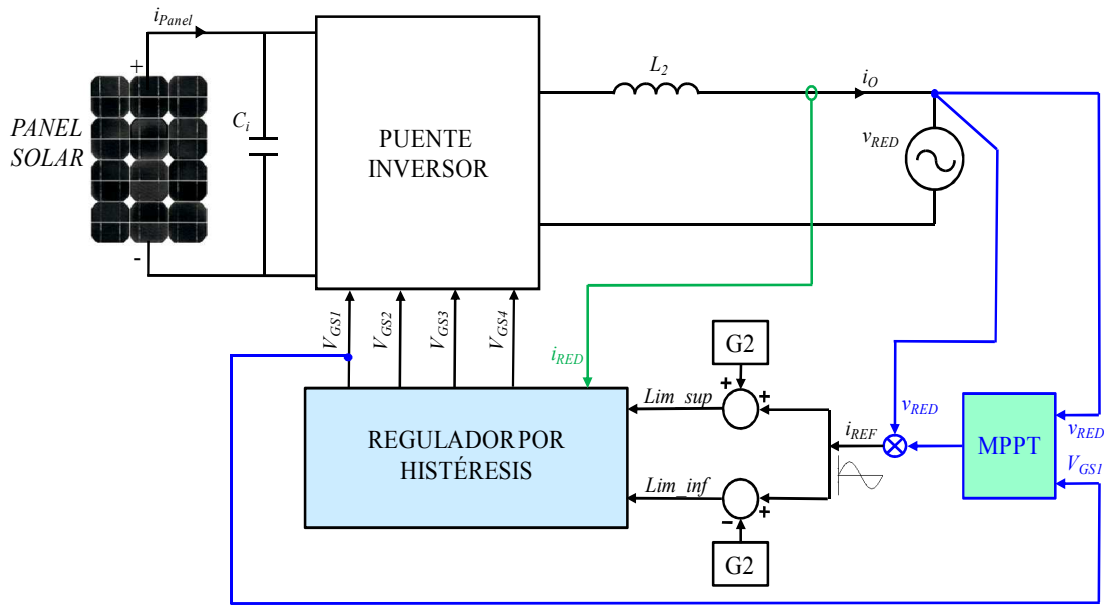 i_Panel
+
PANEL
SOLAR
-
C_i
PUENTE
INVERSOR
L_2
i_O
v_RED
V_GS1
V_GS2
V_GS3
V_GS4
i_RED
G2
+
+
Lim_sup
REGULADOR POR
HISTÉRESIS
Lim_inf
+
-
G2
i_REF
v_RED
MPPT
v_RED
V_GS1